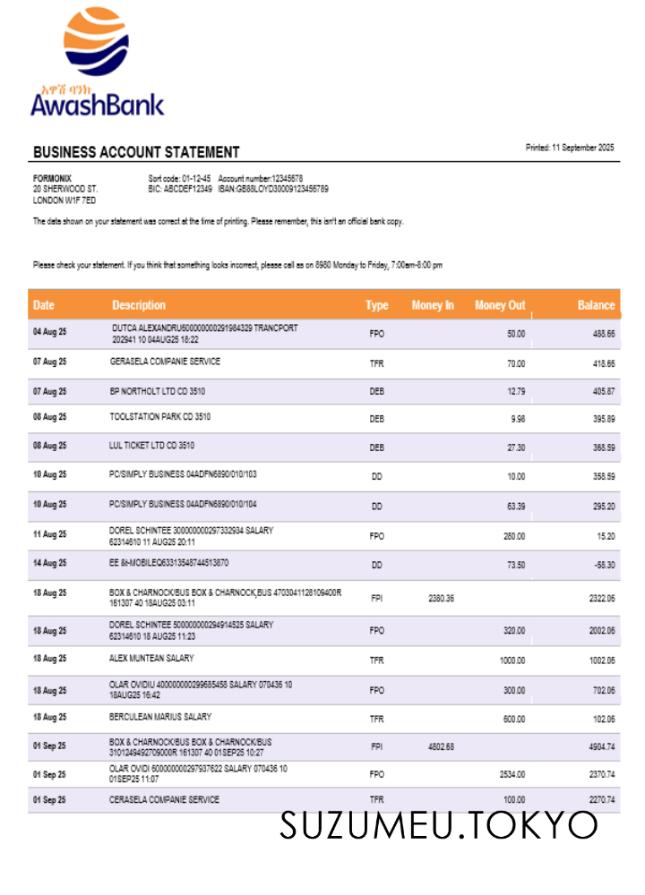 አዋሽ ባንክ
AwashBank
BUSINESS ACCOUNT STATEMENT
Printed: 11 September 2025
FORMONIX
20 SHERWOOD ST.
LONDON W1F 7ED
Sort code: 01-12-45 Account number:12345678
BIC: ABCDEF12349 IBAN:GB88LOYD30009123456789
The data shown on your statement was correct at the time of printing. Please remember, this isn't an official bank copy.
Please check your statement. If you think that something looks incorrect, please call as on 8980 Monday to Friday, 7:00am-8:00 pm
Date Description Type Money In Money Out Balance
04 Aug 25 DUTCA ALEXANDRU600000000291984329 TRANCPORT FPO 50.00 488.66
202941 10 04AUG25 18:22
07 Aug 25 GERASELA COMPANIE SERVICE TFR 70.00 418.66
07 Aug 25 BP NORTHOLT LTD CD 3510 DEB 12.79 405.87
08 Aug 25 TOOLSTATION PARK CD 3510 DEB 9.98 395.89
08 Aug 25 LUL TICKET LTD CD 3510 DEB 27.30 368.59
10 Aug 25 PC/SIMPLY BUSINESS 04ADFN6890/010/103 DD 10.00 358.59
10 Aug 25 PC/SIMPLY BUSINESS 04ADFN6890/010/104 DD 63.39 295.20
11 Aug 25 DOREL SCHINTEE 300000000297332934 SALARY FPO 280.00 15.20
62314610 11 AUG25 20:11
14 Aug 25 EE &t-MOBILEQ63313548744513870 DD 73.50 -58.30
18 Aug 25 BOX & CHARNOCK/BUS BOX & CHARNOCK,BUS 4703041128109400R FPI 2380.36 2322.06
161307 40 18AUG25 03:11
18 Aug 25 DOREL SCHINTEE 500000000294914525 SALARY FPO 320.00 2002.06
62314610 18 AUG25 11:23
18 Aug 25 ALEX MUNTEAN SALARY TFR 1000.00 1002.06
18 Aug 25 OLAR OVIDIU 400000000299685458 SALARY 070436 10 FPO 300.00 702.06
18AUG25 16:42
18 Aug 25 BERCULEAN MARIUS SALARY TFR 600.00 102.06
01 Sep 25 BOX & CHARNOCK/BUS BOX & CHARNOCK/BUS FPI 4802.68 4904.74
3101249492709000R 161307 40 01SEP25 10:27
01 Sep 25 OLAR OVIDI 600000000297937622 SALARY 070436 10 FPO 2534.00 2370.74
01SEP25 11:07
01 Sep 25 CERASELA COMPANIE SERVICE TFR 100.00 2270.74
SUZUMEU.TOKYO